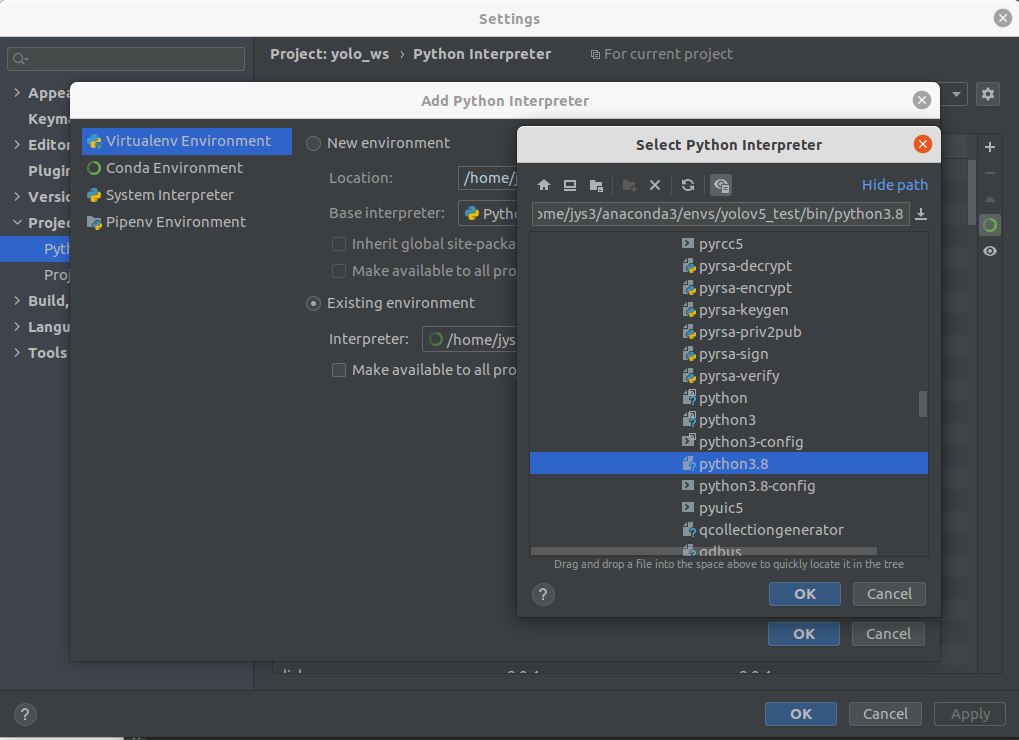 Settings
Project: yolo_ws › Python Interpreter
For current project
Add Python Interpreter
Virtualenv Environment
Conda Environment
System Interpreter
Pipenv Environment
New environment
Location: /home/j
Base interpreter: Pytho
Inherit global site-packa
Make available to all pro
Existing environment
Interpreter: /home/jys
Make available to all pro
Select Python Interpreter
Hide path
ome/jys3/anaconda3/envs/yolov5_test/bin/python3.8
pyrcc5
pyrsa-decrypt
pyrsa-encrypt
pyrsa-keygen
pyrsa-priv2pub
pyrsa-sign
pyrsa-verify
python
python3
python3-config
python3.8
python3.8-config
pyuic5
qcollectiongenerator
qdbus
Drag and drop a file into the space above to quickly locate it in the tree
? OK Cancel
OK Cancel
Appea
Keyma
Editor
Plugin
Versio
Projec
Pyth
Proj
Build,
Langu
Tools
? OK Cancel Apply